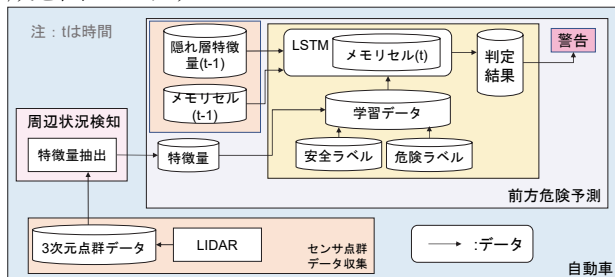 注：tは時間
隠れ層特徴
量(t-1)
LSTM
メモリセル(t)
判定
結果
警告
メモリセル
(t-1)
学習データ
周辺状況検知
特徴量抽出
特徴量
安全ラベル
危険ラベル
前方危険予測
3次元点群データ
LIDAR
センサ点群
データ収集
:データ
自動車